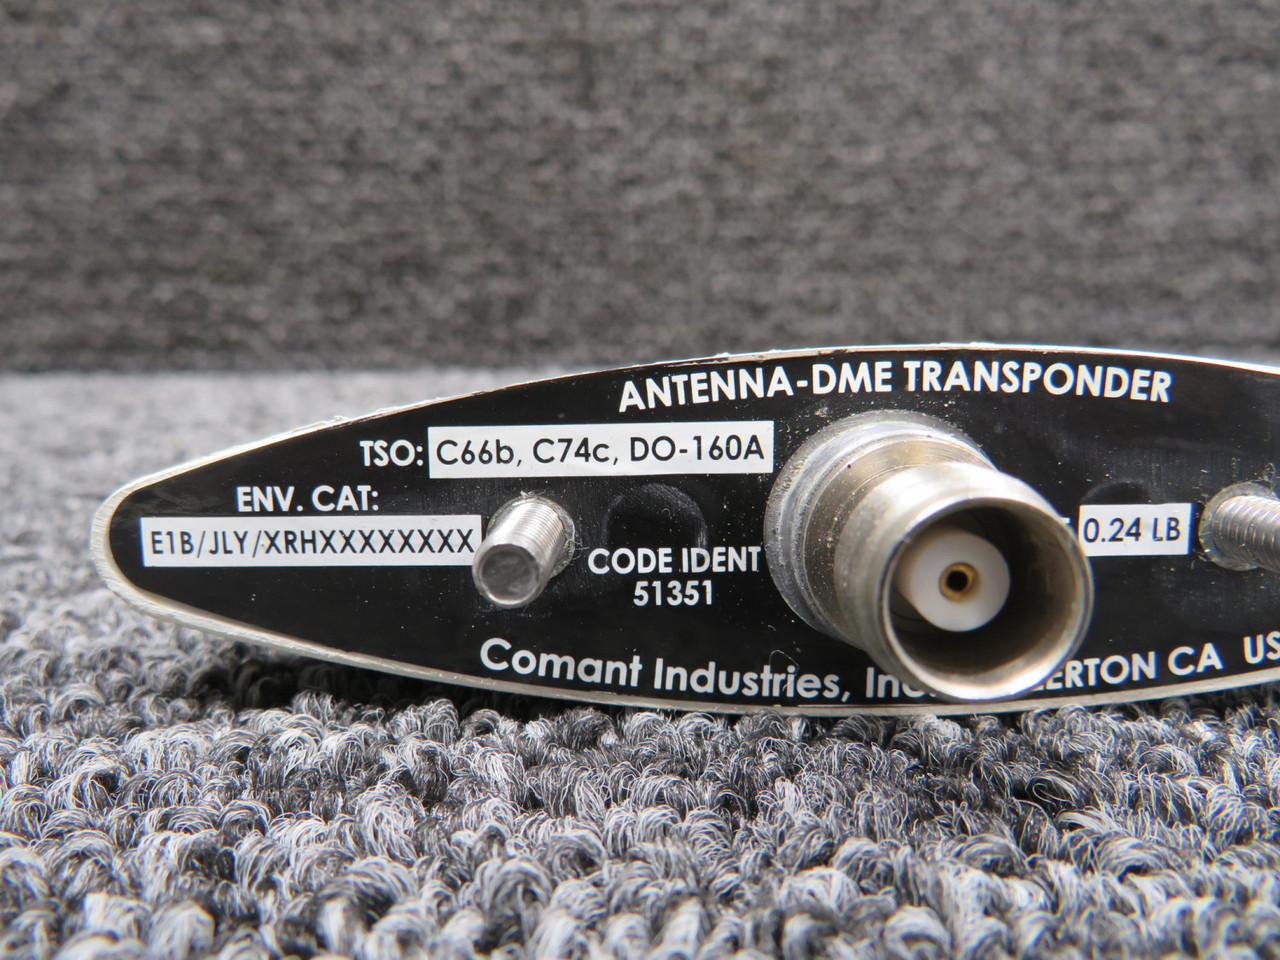 ANTENNA-DME TRANSPONDER
TSO: C66b, C74c, DO-160A
ENV. CAT:
E1B/JLY/XRHXXXXXXXX
0.24 LB
CODE IDENT
51351
Comant Industries, CA